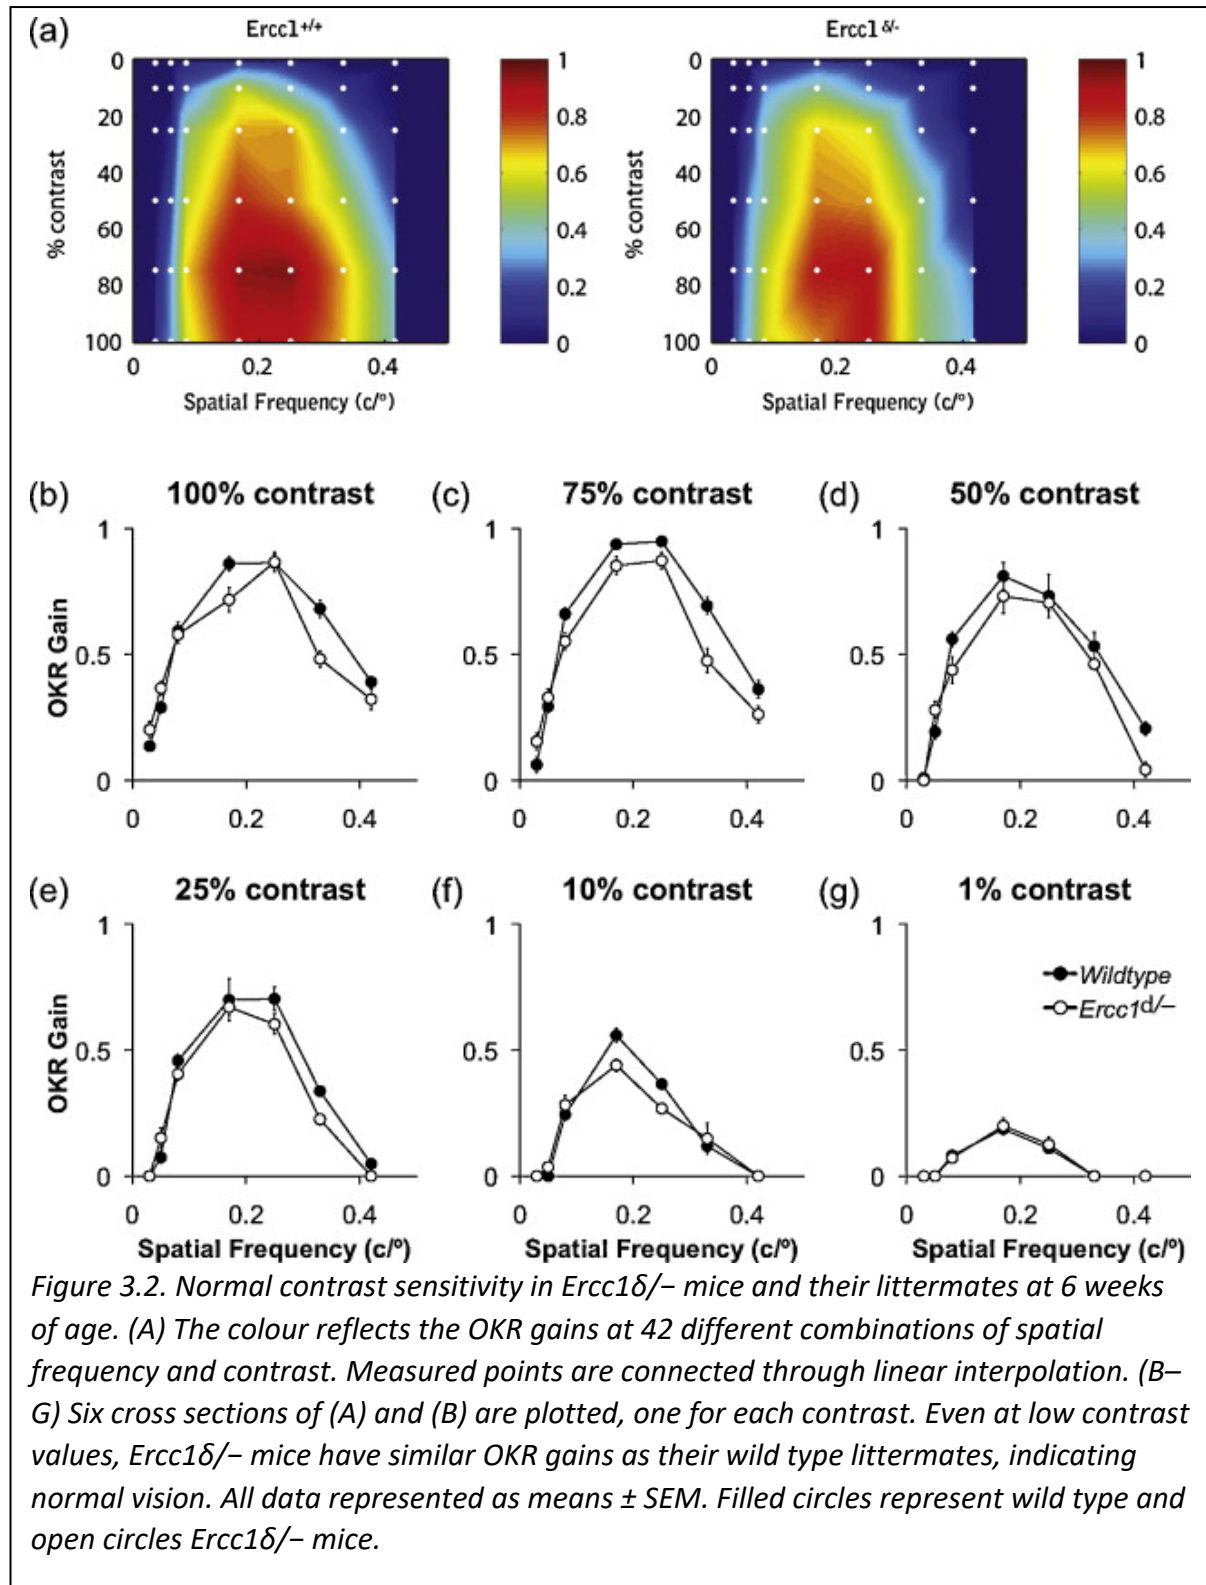 (a)
Ercc1+/+
Ercc1 δ/-
0
20
40
60
80
100
% contrast
0
0.2
0.4
Spatial Frequency (c/°)
1
0.8
0.6
0.4
0.2
0
0
20
40
60
80
100
% contrast
0
0.2
0.4
Spatial Frequency (c/°)
1
0.8
0.6
0.4
0.2
0
(b)
100% contrast
(c)
75% contrast
(d)
50% contrast
OKR Gain
1
0.5
0
0
0.2
0.4
1
0.5
0
0
0.2
0.4
1
0.5
0
0
0.2
0.4
(e)
25% contrast
(f)
10% contrast
(g)
1% contrast
OKR Gain
1
0.5
0
0
0.2
0.4
Spatial Frequency (c/°)
1
0.5
0
0
0.2
0.4
Spatial Frequency (c/°)
1
0.5
0
0
0.2
0.4
Spatial Frequency (c/°)
Wildtype
Ercc1d/−
Figure 3.2. Normal contrast sensitivity in Ercc1δ/− mice and their littermates at 6 weeks
of age. (A) The colour reflects the OKR gains at 42 different combinations of spatial
frequency and contrast. Measured points are connected through linear interpolation. (B–
G) Six cross sections of (A) and (B) are plotted, one for each contrast. Even at low contrast
values, Ercc1δ/− mice have similar OKR gains as their wild type littermates, indicating
normal vision. All data represented as means ± SEM. Filled circles represent wild type and
open circles Ercc1δ/− mice.